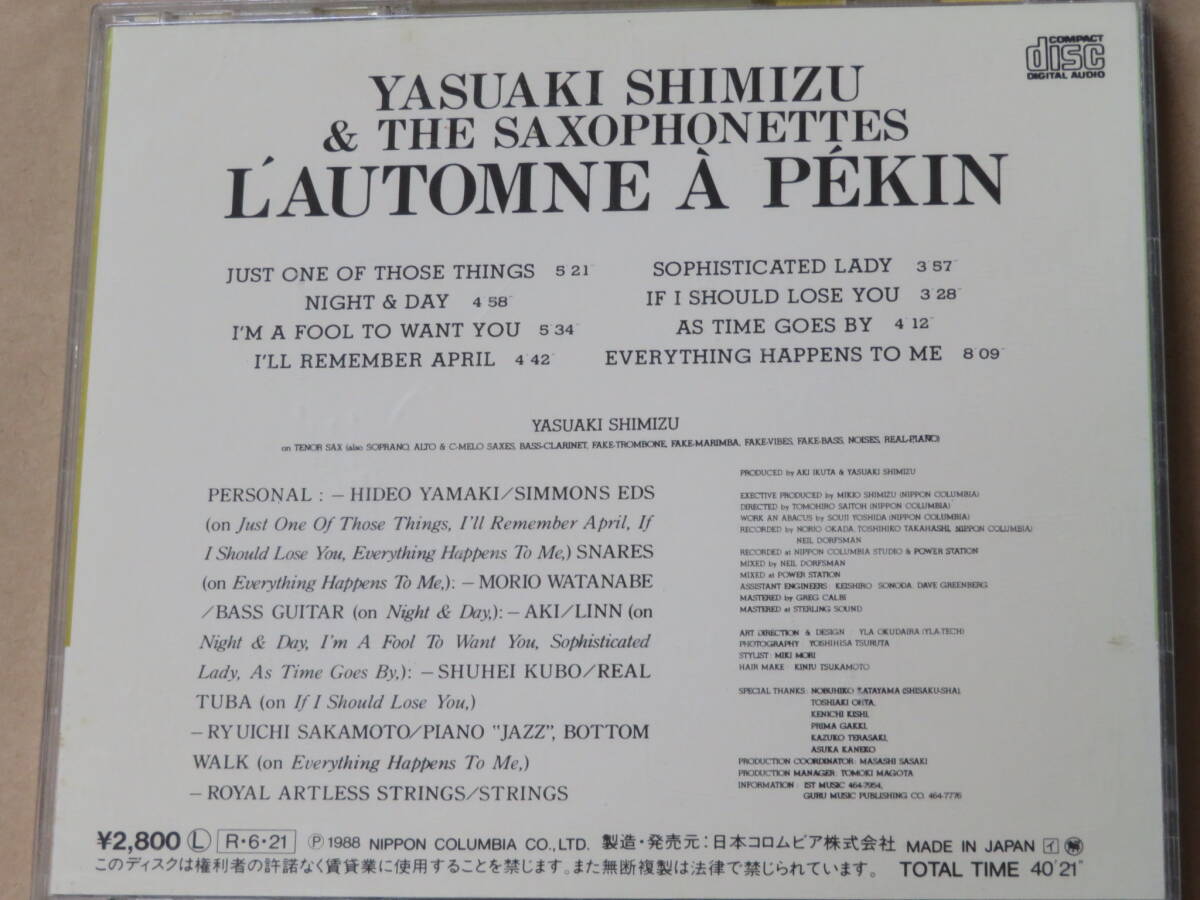 COMPACT
disc
DIGITAL AUDIO
YASUAKI SHIMIZU
& THE SAXOPHONETTES
L'AUTOMNE À PÉKIN
JUST ONE OF THOSE THINGS 5'21"
NIGHT & DAY 4'58"
I'M A FOOL TO WANT YOU 5'34"
I'LL REMEMBER APRIL 4'42"
SOPHISTICATED LADY 3'57"
IF I SHOULD LOSE YOU 3'28"
AS TIME GOES BY 4'12"
EVERYTHING HAPPENS TO ME 8'09"
YASUAKI SHIMIZU
on TENOR SAX (also SOPRANO, ALTO & C-MELO SAXES, BASS-CLARINET, FAKE-TROMBONE, FAKE-MARIMBA, FAKE-VIBES, FAKE-BASS, NOISES, REAL-PIANO)
PERSONAL : – HIDEO YAMAKI/SIMMONS EDS
(on Just One Of Those Things, I'll Remember April, If
I Should Lose You, Everything Happens To Me,) SNARES
(on Everything Happens To Me,): – MORIO WATANABE
/BASS GUITAR (on Night & Day,): – AKI/LINN (on
Night & Day, I'm A Fool To Want You, Sophisticated
Lady, As Time Goes By,): – SHUHEI KUBO/REAL
TUBA (on If I Should Lose You,)
– RYUICHI SAKAMOTO/PIANO "JAZZ", BOTTOM
WALK (on Everything Happens To Me,)
– ROYAL ARTLESS STRINGS/STRINGS
PRODUCED by AKI IKUTA & YASUAKI SHIMIZU
EXECTIVE PRODUCED by MIKIO SHIMIZU (NIPPON COLUMBIA)
DIRECTED by TOMOHIRO SAITOH (NIPPON COLUMBIA)
WORK AN ABACUS by SOUJI YOSHIDA (NIPPON COLUMBIA)
RECORDED by NORIO OKADA, TOSHIHIKO TAKAHASHI, NIPPON COLUMBIA)
NEIL DORFSMAN
RECORDED at NIPPON COLUMBIA STUDIO & POWER STATION
MIXED by NEIL DORFSMAN
MIXED at POWER STATION
ASSISTANT ENGINEERS: KEISHIRO SONODA, DAVE GREENBERG
MASTERED by GREG CALBI
MASTERED at STERLING SOUND
ART DIRECTION & DESIGN YLA OKUDAIRA (YLA-TECH)
PHOTOGRAPHY YOSHIHISA TSURUTA
STYLIST: MIKI MORI
HAIR MAKE KINJU TSUKAMOTO
SPECIAL THANKS: NOBUHIKO KATAYAMA (SHISAKU-SHA),
TOSHIAKI OHTA,
KENICHI KISHI,
PRIMA GAKKI,
KAZUKO TERASAKI,
ASUKA KANEKO
PRODUCTION COORDINATOR: MASASHI SASAKI
PRODUCTION MANAGER: TOMOKI MAGOTA
INFORMATION: IST MUSIC 464-7954,
GURU MUSIC PUBLISHING CO. 464-7776
¥2,800 Ⓛ R・6・21 ℗ 1988 NIPPON COLUMBIA CO., LTD. 製造・発売元:日本コロムビア株式会社 MADE IN JAPAN イ
このディスクは権利者の許諾なく賃貸業に使用することを禁じます。また無断複製は法律で禁じられています。 TOTAL TIME 40'21"